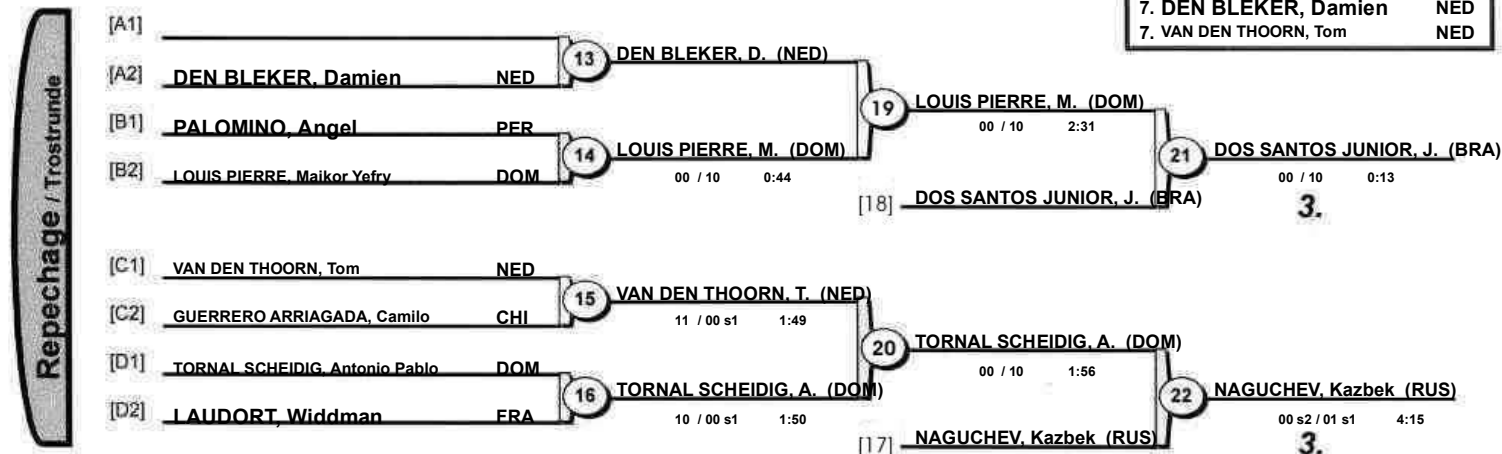 7. DEN BLEKER, Damien NED
7. VAN DEN THOORN, Tom NED
Repechage / Trostrunde
[A1]
13 DEN BLEKER, D. (NED)
[A2] DEN BLEKER, Damien NED
19 LOUIS PIERRE, M. (DOM)
00 / 10 2:31
[B1] PALOMINO, Angel PER
14 LOUIS PIERRE, M. (DOM)
00 / 10 0:44
21 DOS SANTOS JUNIOR, J. (BRA)
00 / 10 0:13
3.
[B2] LOUIS PIERRE, Maikor Yefry DOM
[18] DOS SANTOS JUNIOR, J. (BRA)
[C1] VAN DEN THOORN, Tom NED
15 VAN DEN THOORN, T. (NED)
11 / 00 s1 1:49
[C2] GUERRERO ARRIAGADA, Camilo CHI
20 TORNAL SCHEIDIG, A. (DOM)
00 / 10 1:56
[D1] TORNAL SCHEIDIG, Antonio Pablo DOM
16 TORNAL SCHEIDIG, A. (DOM)
10 / 00 s1 1:50
22 NAGUCHEV, Kazbek (RUS)
00 s2 / 01 s1 4:15
3.
[D2] LAUDORT, Widdman FRA
[17] NAGUCHEV, Kazbek (RUS)